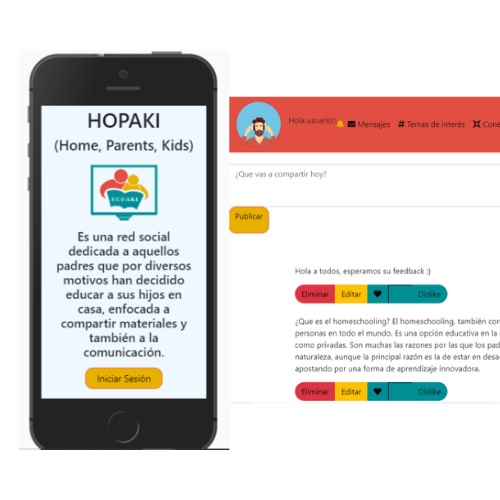 HOPAKI
(Home, Parents, Kids)
HOPAKI
Es una red social
dedicada a aquellos
padres que por diversos
motivos han decidido
educar a sus hijos en
casa, enfocada a
compartir materiales y
también a la
comunicación.
Iniciar Sesión
Hola usuario!!
Mensajes
# Temas de interés
Cone
¿Que vas a compartir hoy?
Publicar
Hola a todos, esperamos su feedback :)
Eliminar Editar Dislike
¿Que es el homeschooling? El homeschooling, también con
personas en todo el mundo. Es una opción educativa en la
como privadas. Son muchas las razones por las que los pad
naturaleza, aunque la principal razón es la de estar en desa
apostando por una forma de aprendizaje innovadora.
Eliminar Editar Dislike